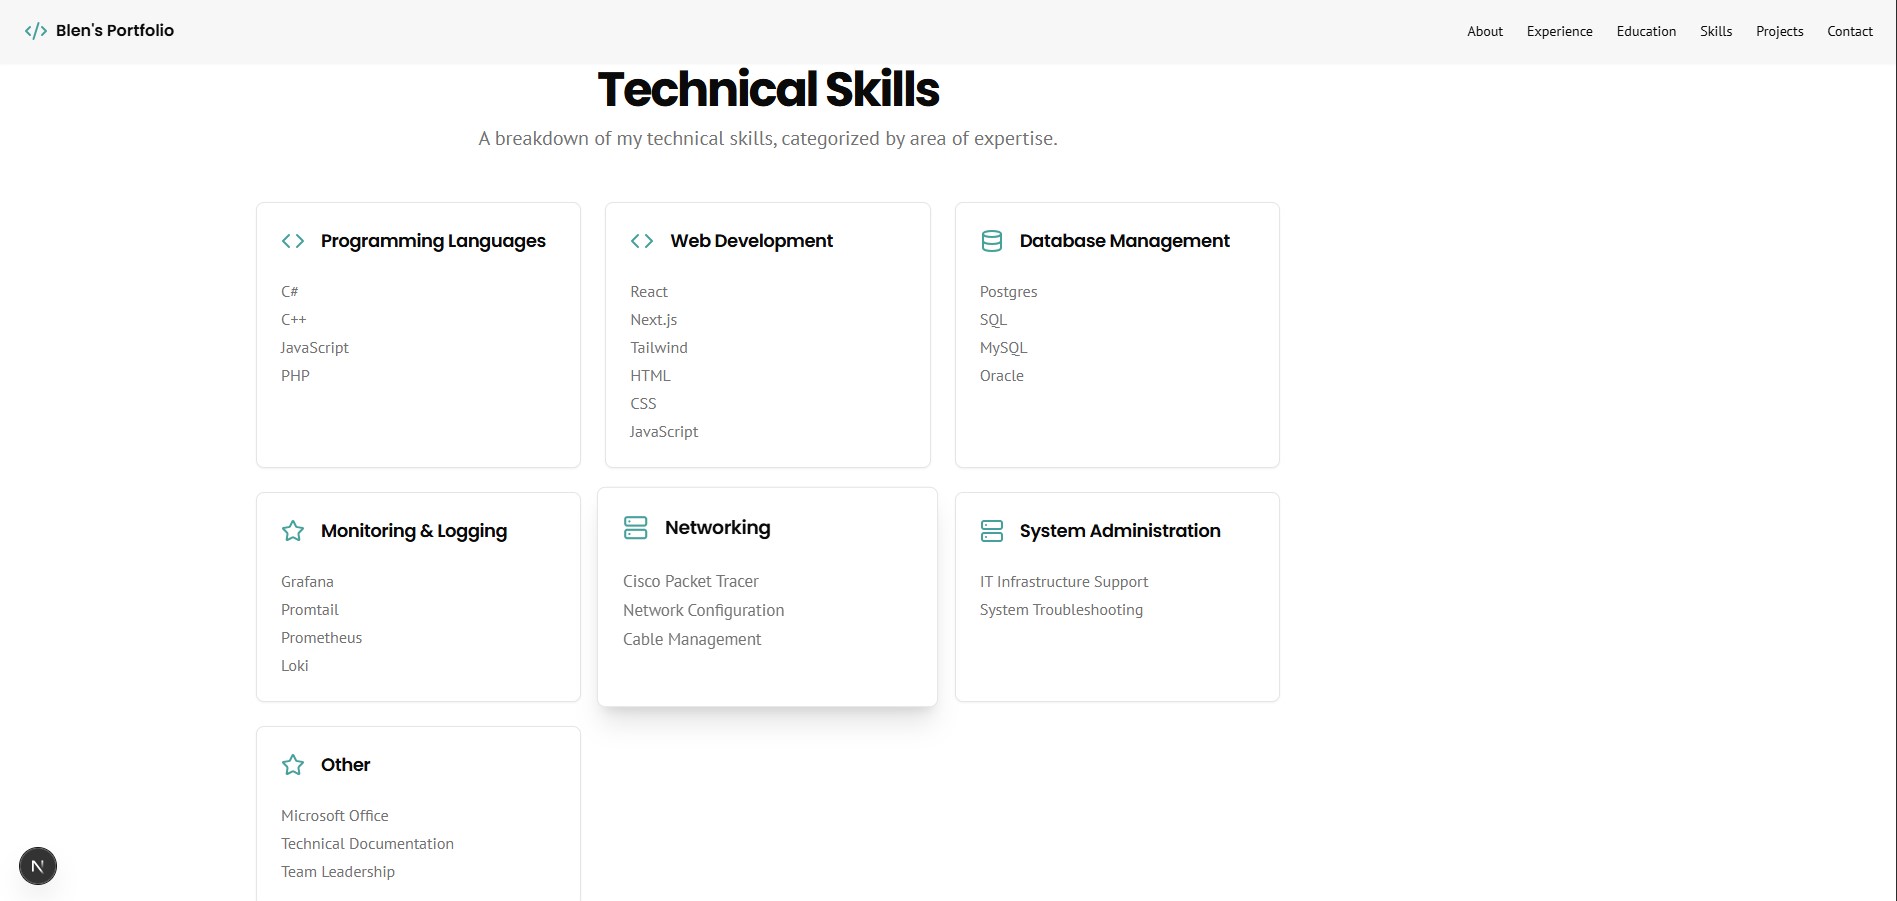 Blen's Portfolio
About Experience Education Skills Projects Contact
Technical Skills
A breakdown of my technical skills, categorized by area of expertise.
Programming Languages
C#
C++
JavaScript
PHP
Web Development
React
Next.js
Tailwind
HTML
CSS
JavaScript
Database Management
Postgres
SQL
MySQL
Oracle
Monitoring & Logging
Grafana
Promtail
Prometheus
Loki
Networking
Cisco Packet Tracer
Network Configuration
Cable Management
System Administration
IT Infrastructure Support
System Troubleshooting
Other
Microsoft Office
Technical Documentation
Team Leadership
N